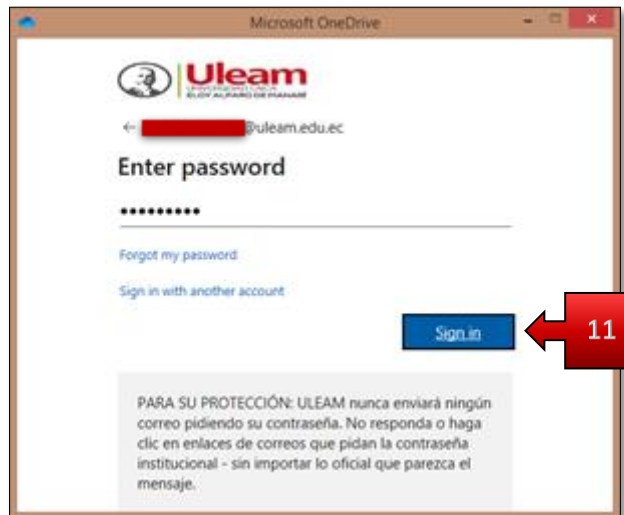 Microsoft OneDrive
Uleam
UNIVERSIDAD LAICA
ELOY ALFARO DE MANABÍ
@uleam.edu.ec
Enter password
Forgot my password
Sign in with another account
Sign in
11
PARA SU PROTECCIÓN: ULEAM nunca enviará ningún
correo pidiendo su contraseña. No responda o haga
clic en enlaces de correos que pidan la contraseña
institucional - sin importar lo oficial que parezca el
mensaje.